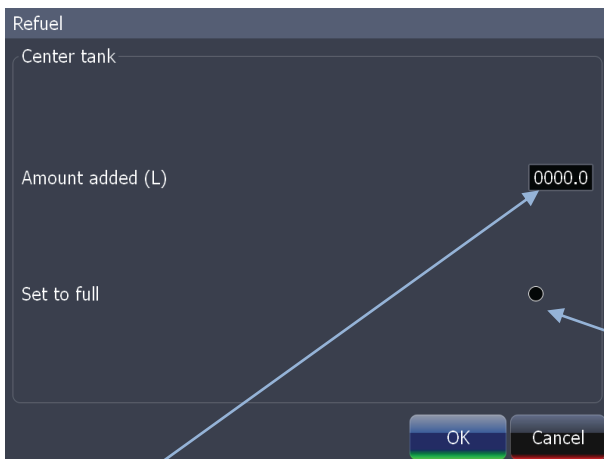 Refuel
Center tank
Amount added (L) 0000.0
Set to full
OK Cancel